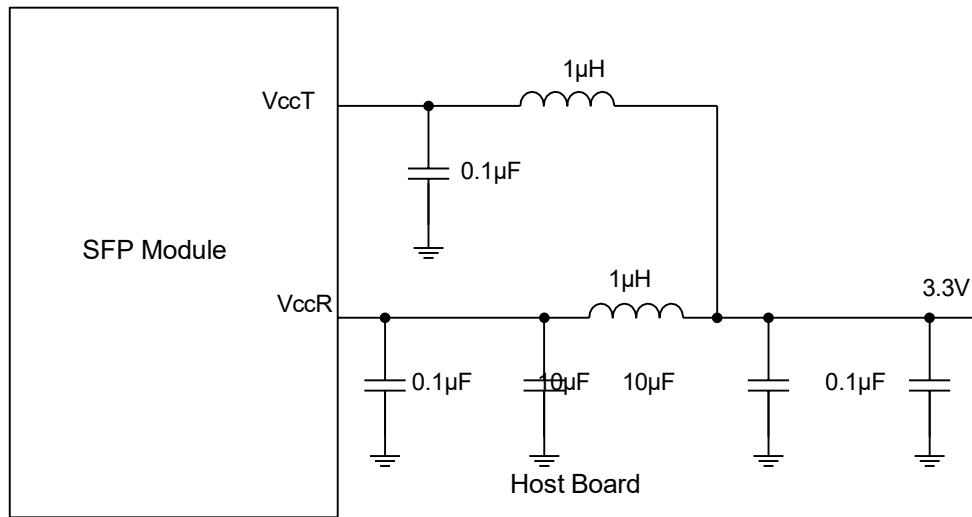 1µH
VccT
0.1µF
SFP Module
1µH
VccR
3.3V
0.1µF
10µF
10µF
0.1µF
Host Board